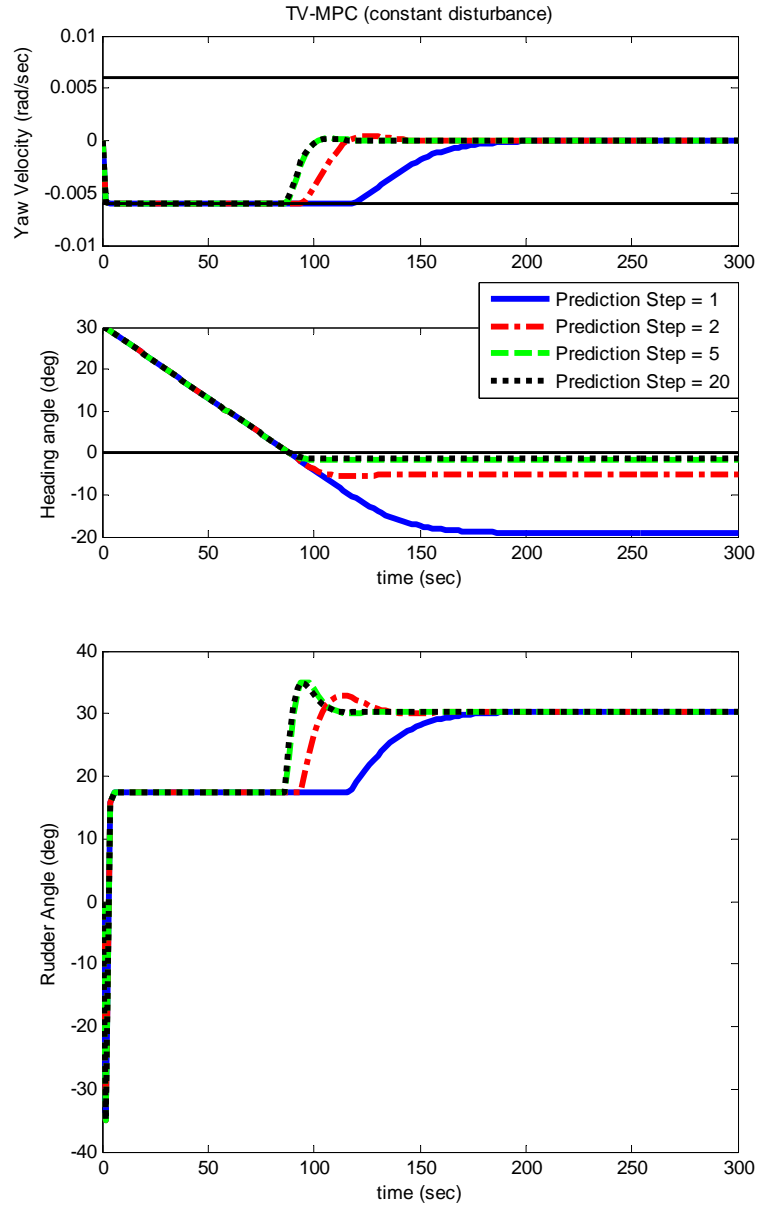 TV-MPC (constant disturbance)
0.01
0.005
0
-0.005
-0.01
Yaw Velocity (rad/sec)
0 50 100 150 200 250 300
Prediction Step = 1
Prediction Step = 2
Prediction Step = 5
Prediction Step = 20
30
20
10
0
-10
-20
Heading angle (deg)
0 50 100 150 200 250 300
time (sec)
40
30
20
10
0
-10
-20
-30
-40
Rudder Angle (deg)
0 50 100 150 200 250 300
time (sec)